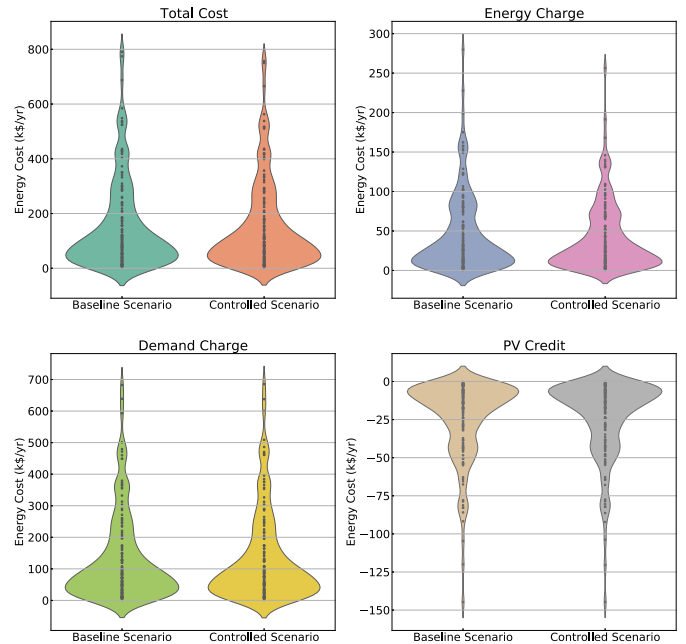 Total Cost
Energy Cost (k$/yr)
800
600
400
200
0
Baseline Scenario
Controlled Scenario
Energy Charge
Energy Cost (k$/yr)
300
250
200
150
100
50
0
Baseline Scenario
Controlled Scenario
Demand Charge
Energy Cost (k$/yr)
700
600
500
400
300
200
100
0
Baseline Scenario
Controlled Scenario
PV Credit
Energy Cost (k$/yr)
0
−25
−50
−75
−100
−125
−150
Baseline Scenario
Controlled Scenario